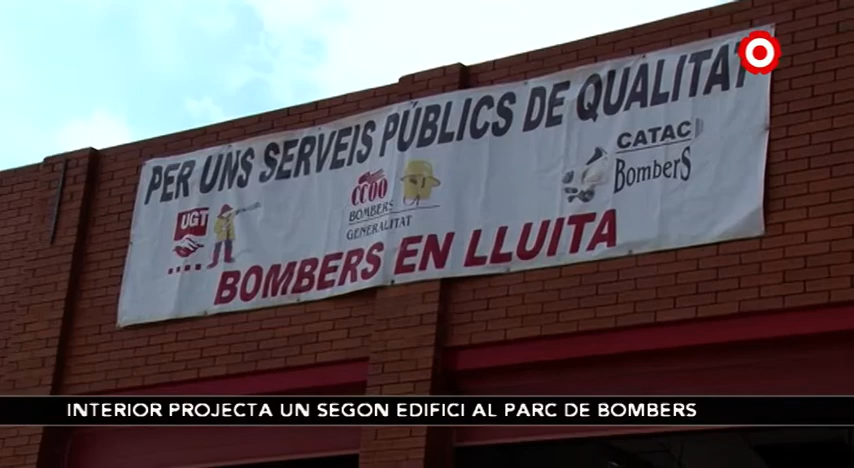 PER UNS SERVEIS PÚBLICS DE QUALITAT
UGT
CCOO
BOMBERS
GENERALITAT
CATAC
BomberS
BOMBERS EN LLUITA
INTERIOR PROJECTA UN SEGON EDIFICI AL PARC DE BOMBERS